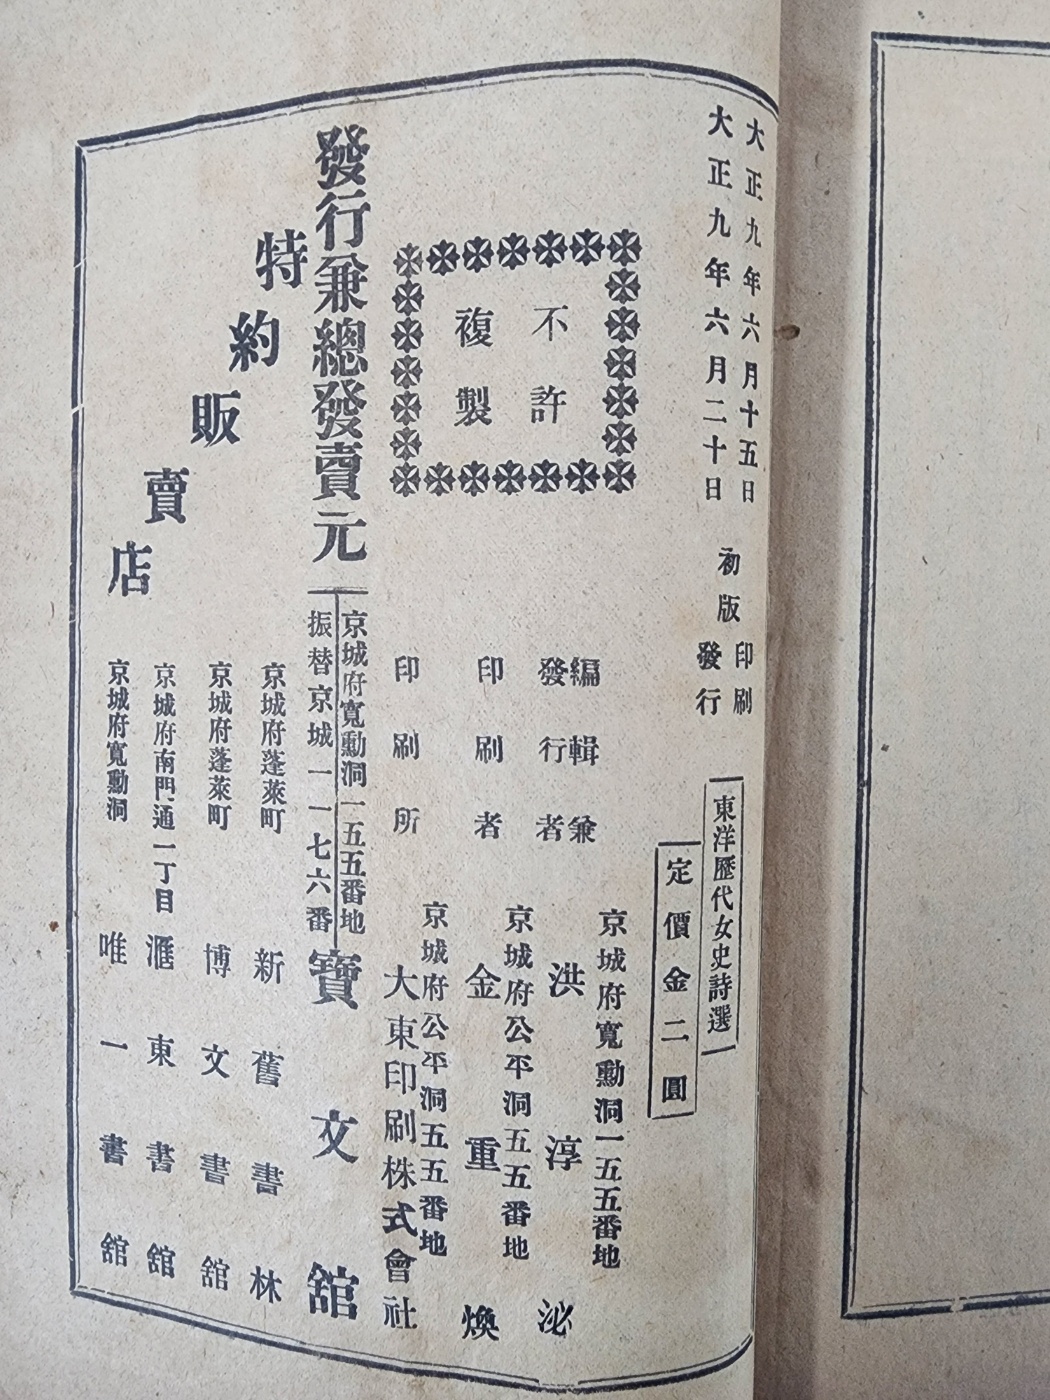 大正九年六月十五日 初版 印刷
大正九年六月二十日 發行
東洋歷代女史詩選
定價金二圓
不許
複製
京城府寬勳洞一五五番地
編輯兼
發行者 洪淳泌
京城府公平洞五五番地
印刷者 金重煥
京城府公平洞五五番地
印刷所 大東印刷株式會社
發行兼總發賣元
京城府寬勳洞一五五番地
振替京城一一七六番
寶文舘
特約販賣店
京城府蓬萊町 新舊書林
京城府蓬萊町 博文書舘
京城府南門通一丁目 滙東書舘
京城府寬勳洞 唯一書舘